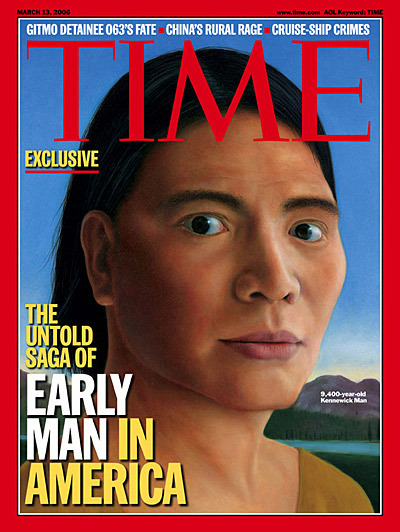 MARCH 13, 2006 www.time.com AOL Keyword: TIME
GITMO DETAINEE 063'S FATE ▪ CHINA'S RURAL RAGE ▪ CRUISE-SHIP CRIMES
TIME
EXCLUSIVE
THE
UNTOLD
SAGA OF
EARLY
MAN IN
AMERICA
9,400-year-old
Kennewick Man